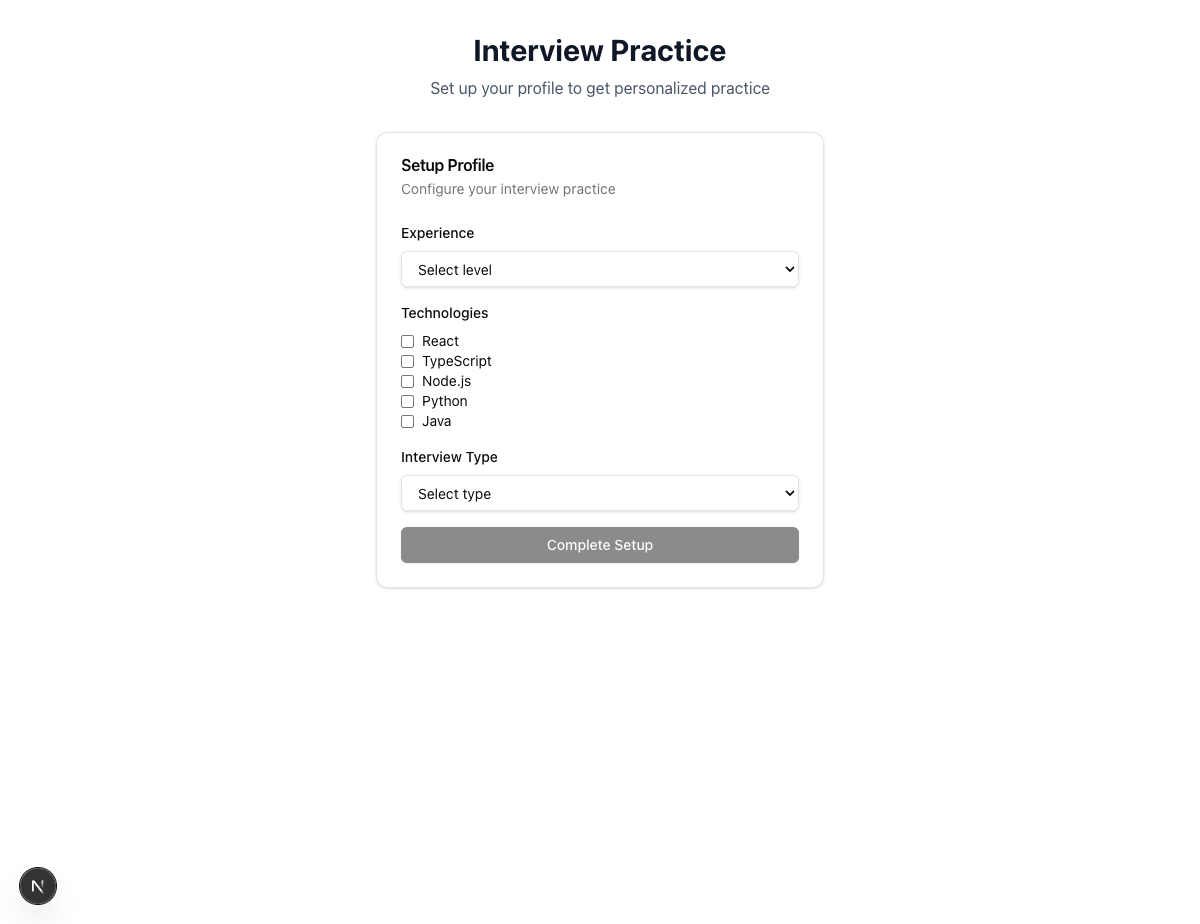 Interview Practice
Set up your profile to get personalized practice
Setup Profile
Configure your interview practice
Experience
Select level
Technologies
React
TypeScript
Node.js
Python
Java
Interview Type
Select type
Complete Setup
N